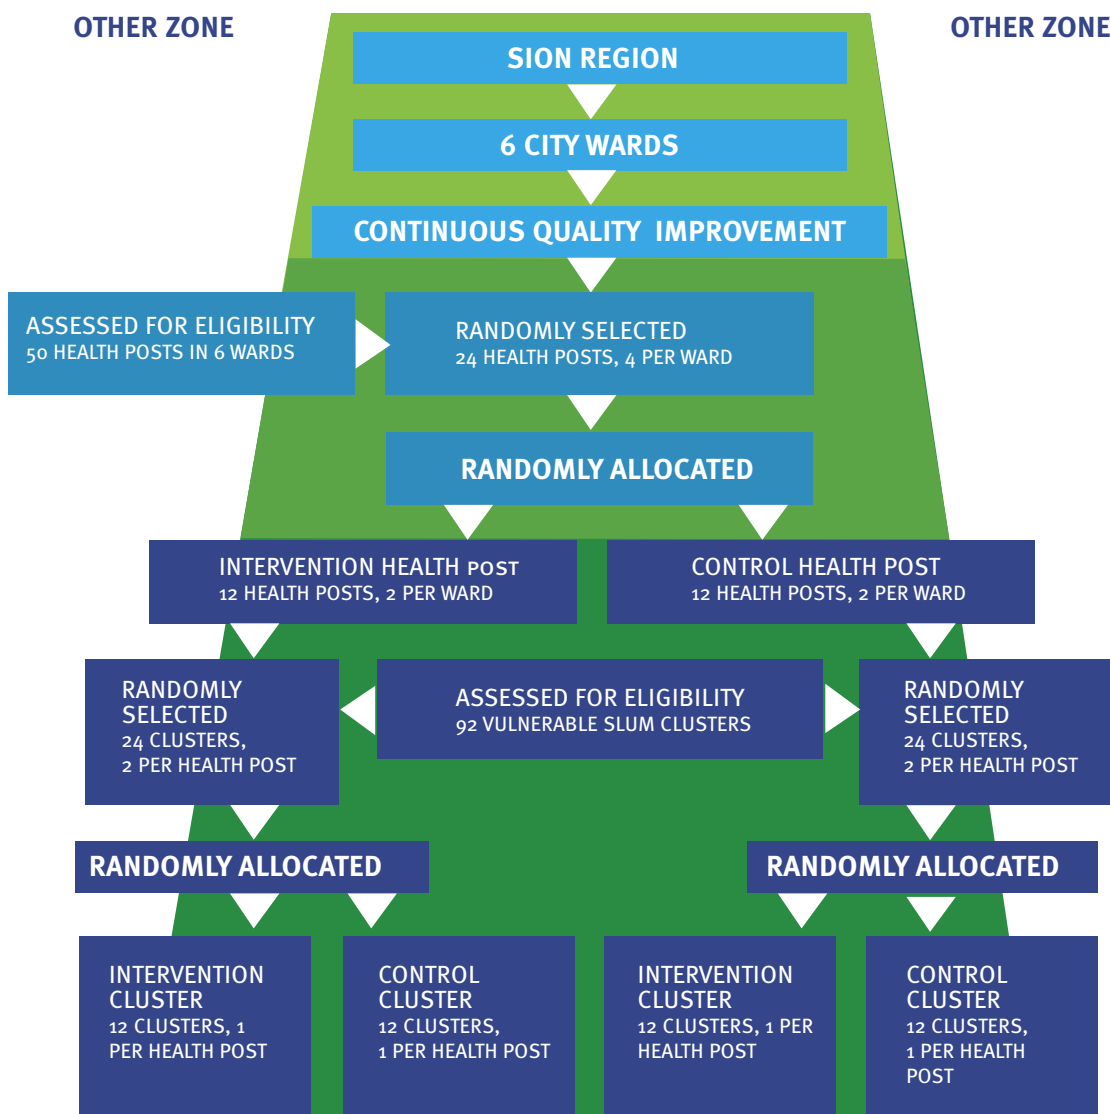 OTHER ZONE
OTHER ZONE
SION REGION
6 CITY WARDS
CONTINUOUS QUALITY IMPROVEMENT
ASSESSED FOR ELIGIBILITY
50 HEALTH POSTS IN 6 WARDS
RANDOMLY SELECTED
24 HEALTH POSTS, 4 PER WARD
RANDOMLY ALLOCATED
INTERVENTION HEALTH POST
12 HEALTH POSTS, 2 PER WARD
CONTROL HEALTH POST
12 HEALTH POSTS, 2 PER WARD
RANDOMLY
SELECTED
24 CLUSTERS,
2 PER HEALTH POST
ASSESSED FOR ELIGIBILITY
92 VULNERABLE SLUM CLUSTERS
RANDOMLY
SELECTED
24 CLUSTERS,
2 PER HEALTH POST
RANDOMLY ALLOCATED
RANDOMLY ALLOCATED
INTERVENTION
CLUSTER
12 CLUSTERS, 1
PER HEALTH POST
CONTROL
CLUSTER
12 CLUSTERS,
1 PER HEALTH POST
INTERVENTION
CLUSTER
12 CLUSTERS, 1 PER
HEALTH POST
CONTROL
CLUSTER
12 CLUSTERS,
1 PER HEALTH
POST